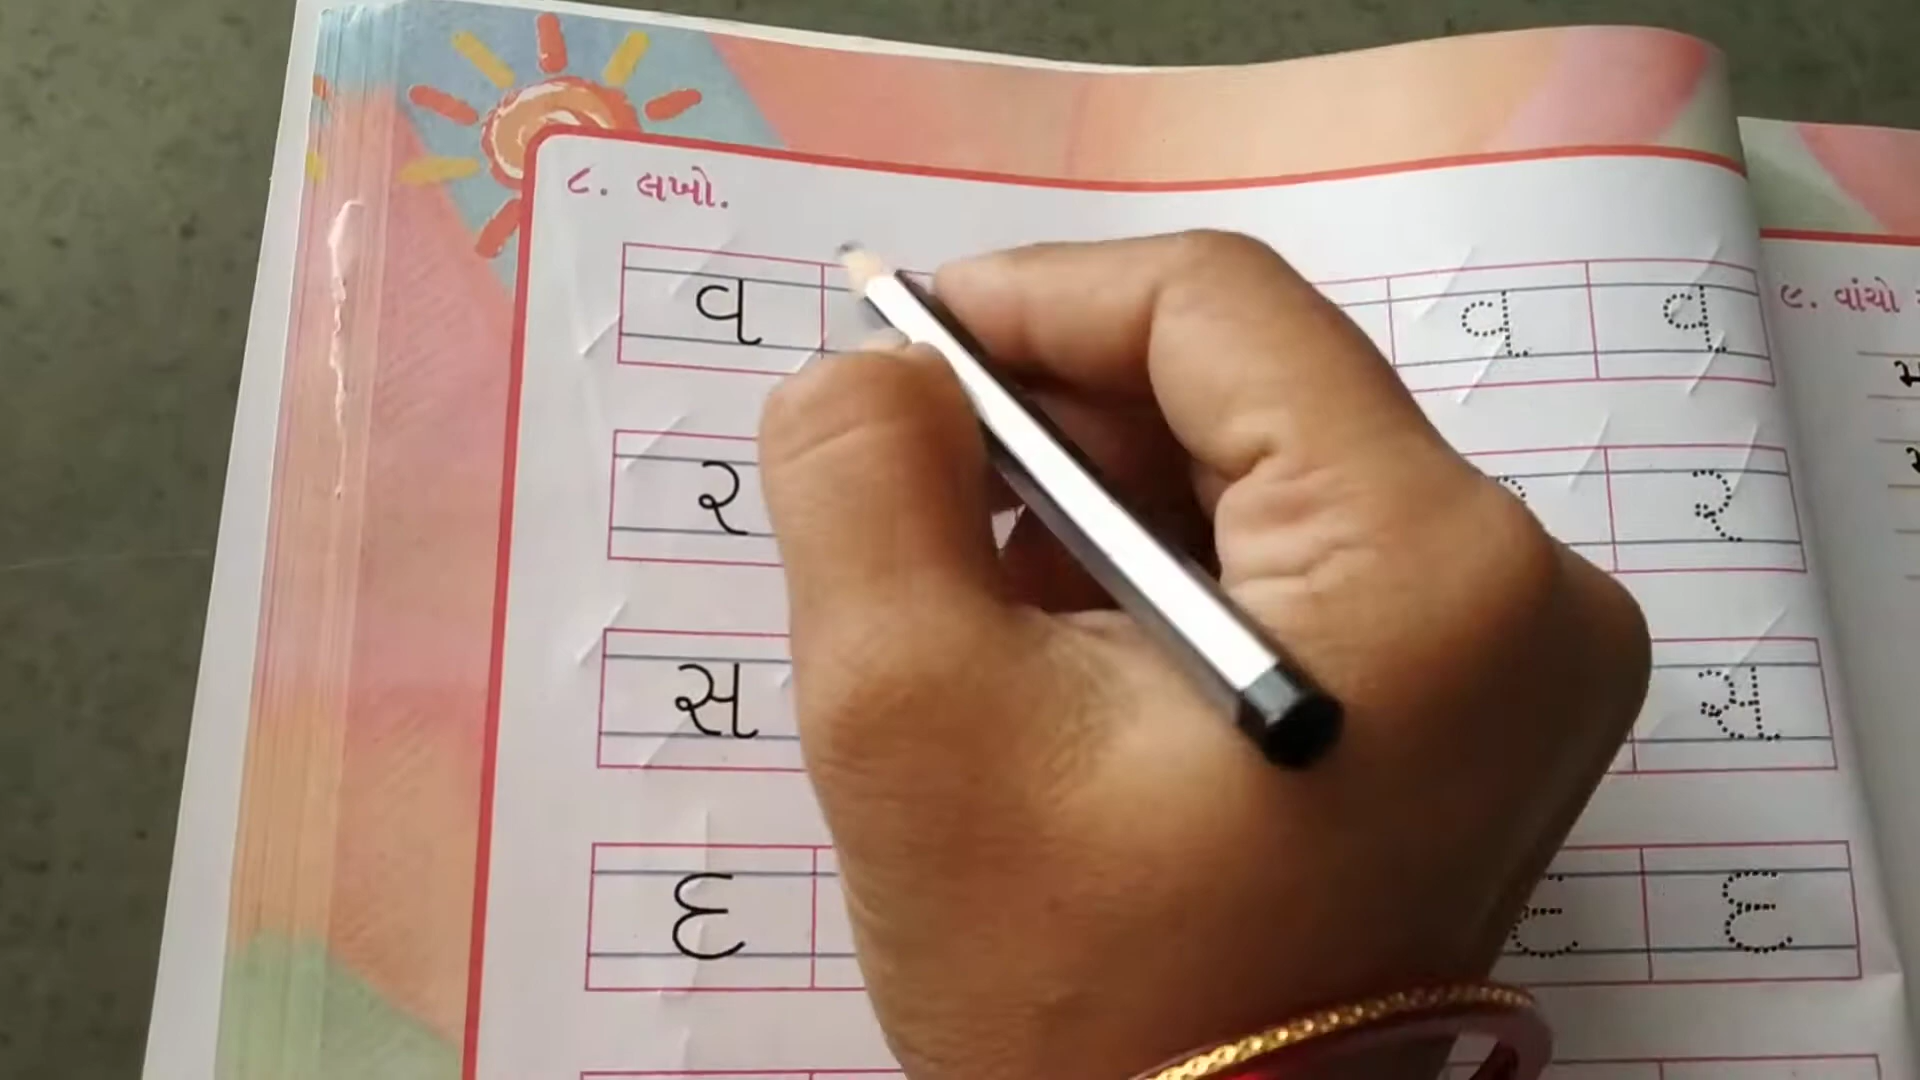 ૮. લખો.
વ વ વ
ર ર
સ સ
દ દ દ
૯. વાંચો